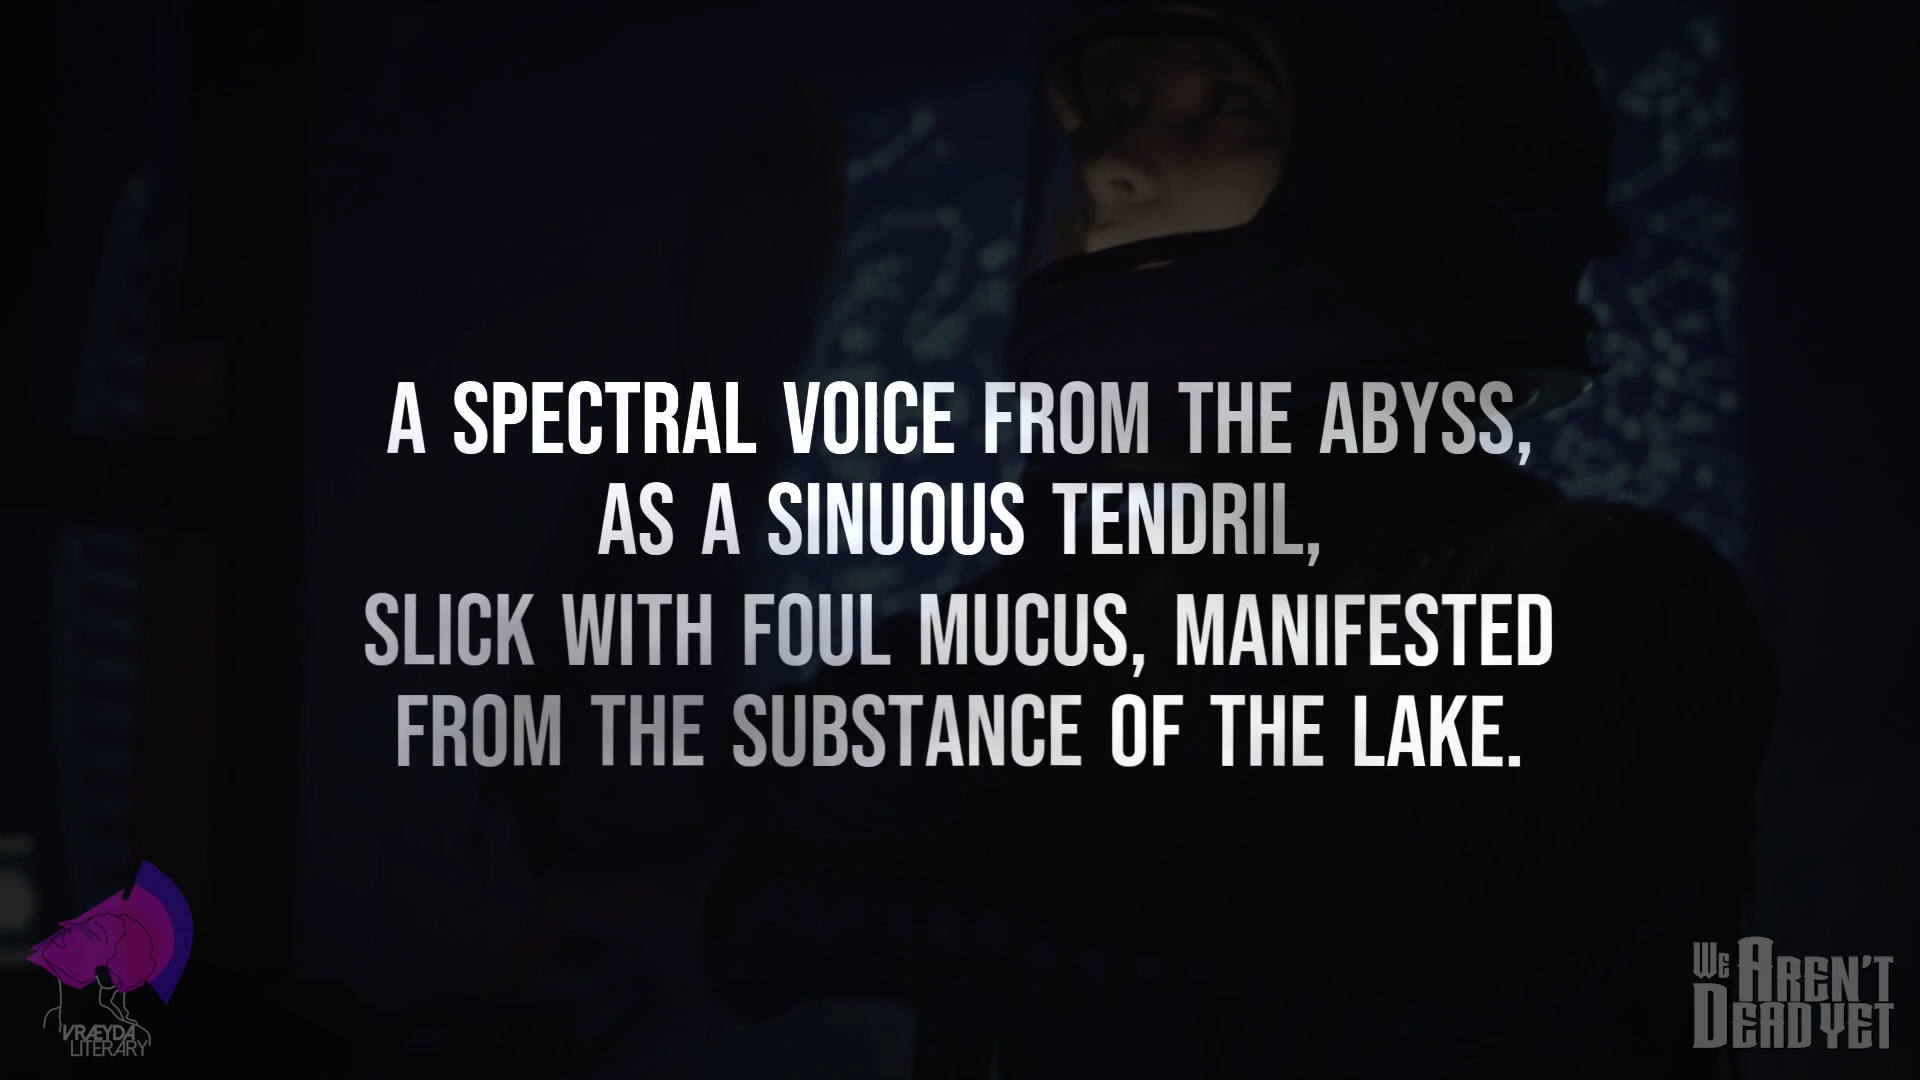 A SPECTRAL VOICE FROM THE ABYSS,
AS A SINUOUS TENDRIL,
SLICK WITH FOUL MUCUS, MANIFESTED
FROM THE SUBSTANCE OF THE LAKE.
VRÆYDA
LITERARY
WE AREN'T
DEAD YET